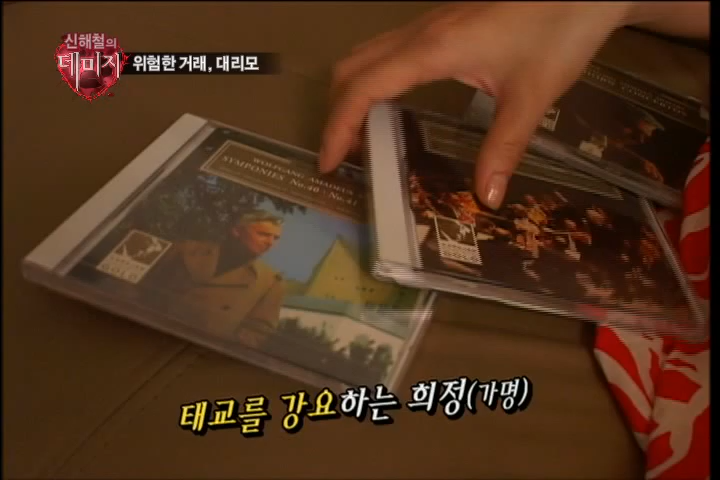 신해철의
데미지
위험한 거래, 대리모
WOLFGANG AMADEUS
SYMPONIES No.40 · No.41
태교를 강요하는 희정(가명)